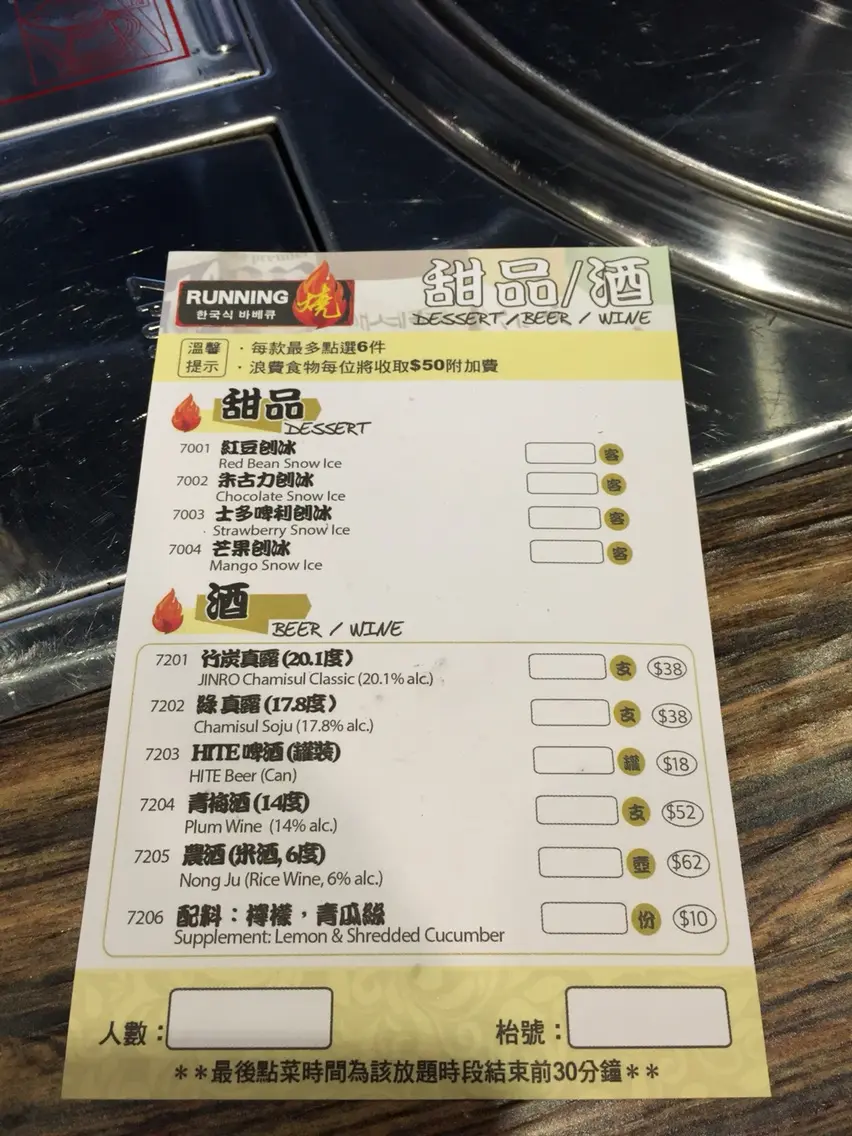 RUNNING 燒
한국식 바베큐
甜品/酒
DESSERT / BEER / WINE
溫馨提示
・每款最多點選6件
・浪費食物每位將收取$50附加費
甜品
DESSERT
7001 紅豆刨冰 客
Red Bean Snow Ice
7002 朱古力刨冰 客
Chocolate Snow Ice
7003 士多啤利刨冰 客
Strawberry Snow Ice
7004 芒果刨冰 客
Mango Snow Ice
酒
BEER / WINE
7201 竹炭真露 (20.1度) 支 $38
JINRO Chamisul Classic (20.1% alc.)
7202 綠真露 (17.8度) 支 $38
Chamisul Soju (17.8% alc.)
7203 HITE 啤酒 (罐裝) 罐 $18
HITE Beer (Can)
7204 青梅酒 (14度) 支 $52
Plum Wine (14% alc.)
7205 農酒 (米酒, 6度) 壺 $62
Nong Ju (Rice Wine, 6% alc.)
7206 配料：檸檬，青瓜絲 份 $10
Supplement: Lemon & Shredded Cucumber
人數： 枱號：
＊＊最後點菜時間為該放題時段結束前30分鐘＊＊